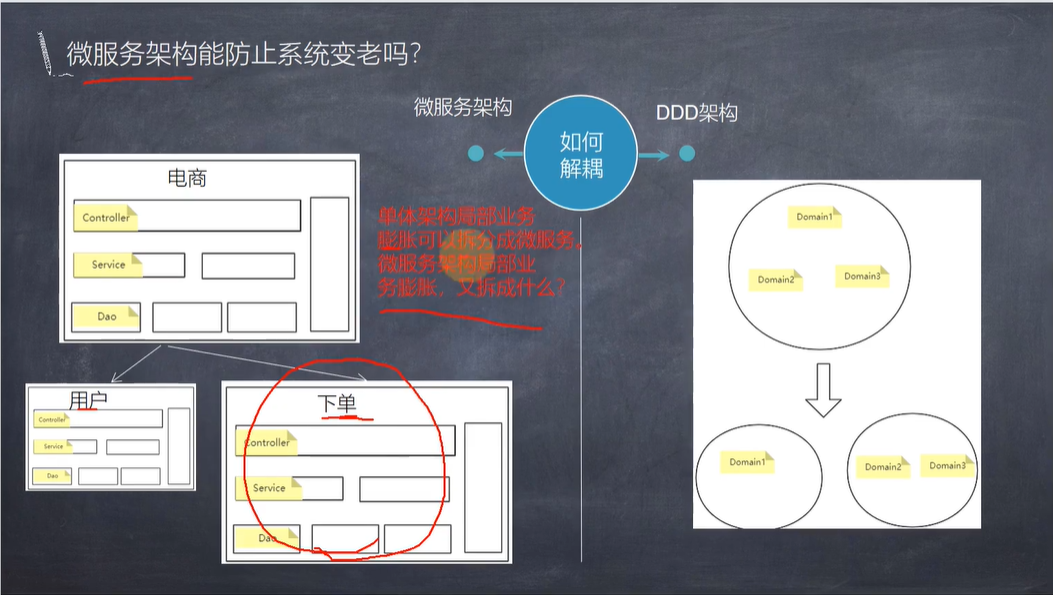 微服务架构能防止系统变老吗？
微服务架构
DDD架构
如何
解耦
电商
Controller
Service
Dao
单体架构局部业务
膨胀可以拆分成微服务。
微服务架构局部业
务膨胀，又拆成什么？
用户
Controller
Service
Dao
下单
Controller
Service
Dao
Domain1
Domain2
Domain3
Domain1
Domain2
Domain3